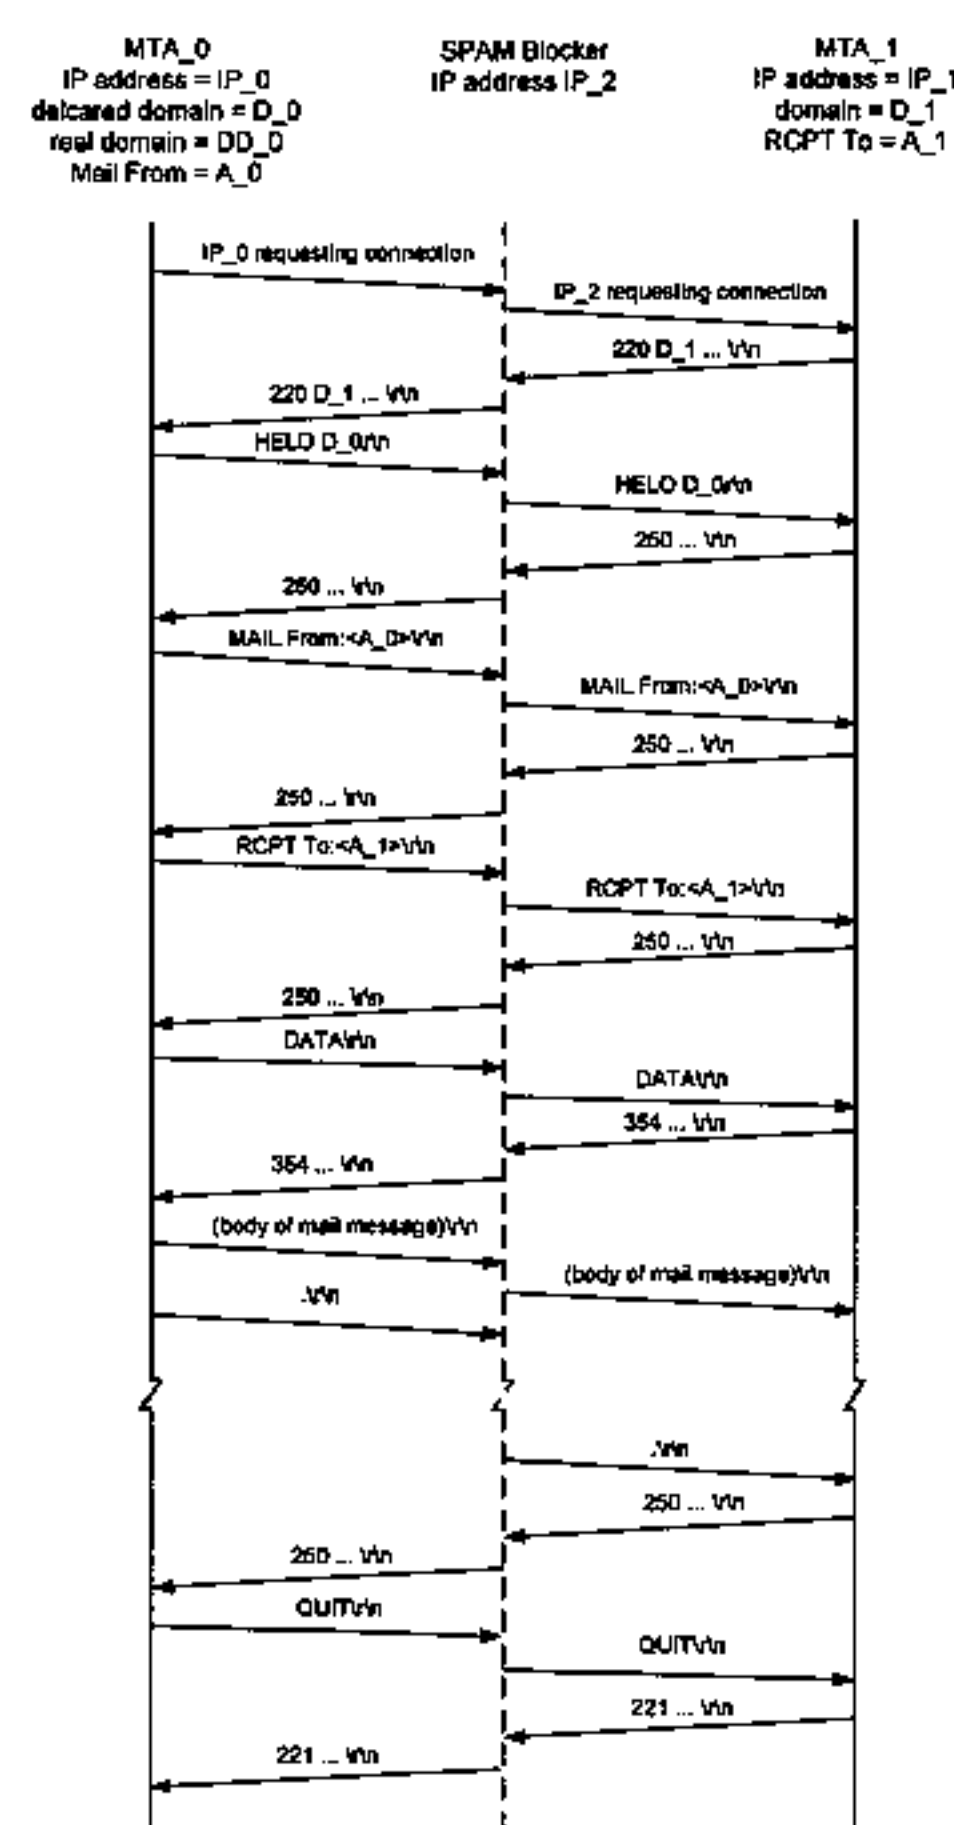 MTA_0
IP address = IP_0
delcared domain = D_0
real domain = DD_0
Mail From = A_0
SPAM Blocker
IP address IP_2
MTA_1
IP address = IP_1
domain = D_1
RCPT To = A_1
IP_0 requesting connection
IP_2 requesting connection
220 D_1 ... \r\n
220 D_1 ... \r\n
HELO D_0\r\n
HELO D_0\r\n
250 ... \r\n
250 ... \r\n
MAIL From:<A_0>\r\n
MAIL From:<A_0>\r\n
250 ... \r\n
250 ... \r\n
RCPT To:<A_1>\r\n
RCPT To:<A_1>\r\n
250 ... \r\n
250 ... \r\n
DATA\r\n
DATA\r\n
354 ... \r\n
354 ... \r\n
(body of mail message)\r\n
(body of mail message)\r\n
.\r\n
.\r\n
250 ... \r\n
250 ... \r\n
QUIT\r\n
QUIT\r\n
221 ... \r\n
221 ... \r\n